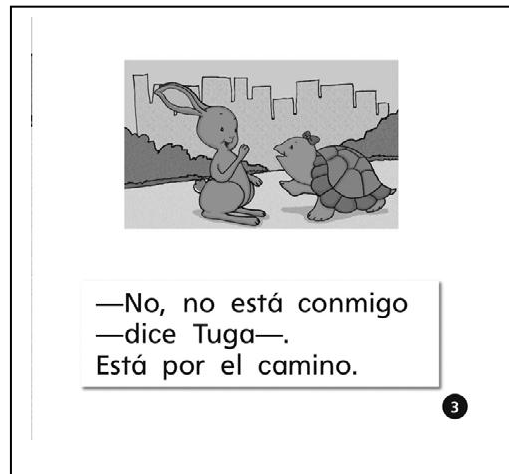 —No, no está conmigo
—dice Tuga—.
Está por el camino.
3